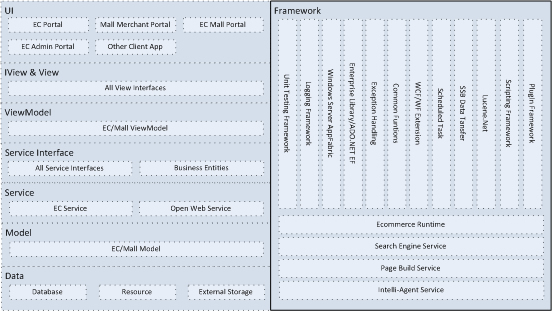 UI
EC Portal
Mall Merchant Portal
EC Mall Portal
EC Admin Portal
Other Client App
IView & View
All View Interfaces
ViewModel
EC/Mall ViewModel
Service Interface
All Service Interfaces
Business Entities
Service
EC Service
Open Web Service
Model
EC/Mall Model
Data
Database
Resource
External Storage
Framework
Unit Testing Framework
Logging Framework
Windows Server AppFabric
Enterprise Library/ADO.NET EF
Exception Handling
Common Funtions
WCF/WF Extension
Scheduled Task
SSB Data Transfer
Lucene.Net
Scripting Framework
PlugIn Framework
Ecommerce Runtime
Search Engine Service
Page Build Service
Intelli-Agent Service